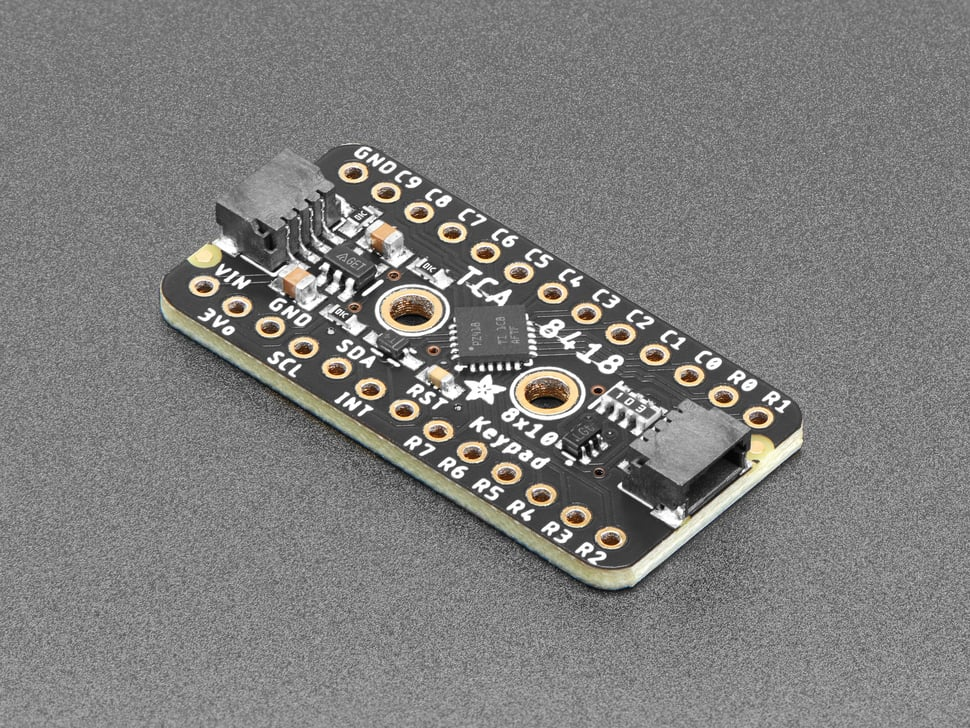 GND
C9
C8
C7
C6
C5
C4
C3
C2
C1
C0
R0
R1
VIN
3Vo
GND
SCL
SDA
INT
RST
R7
R6
R5
R4
R3
R2
TCA
8418
8x10
Keypad
103